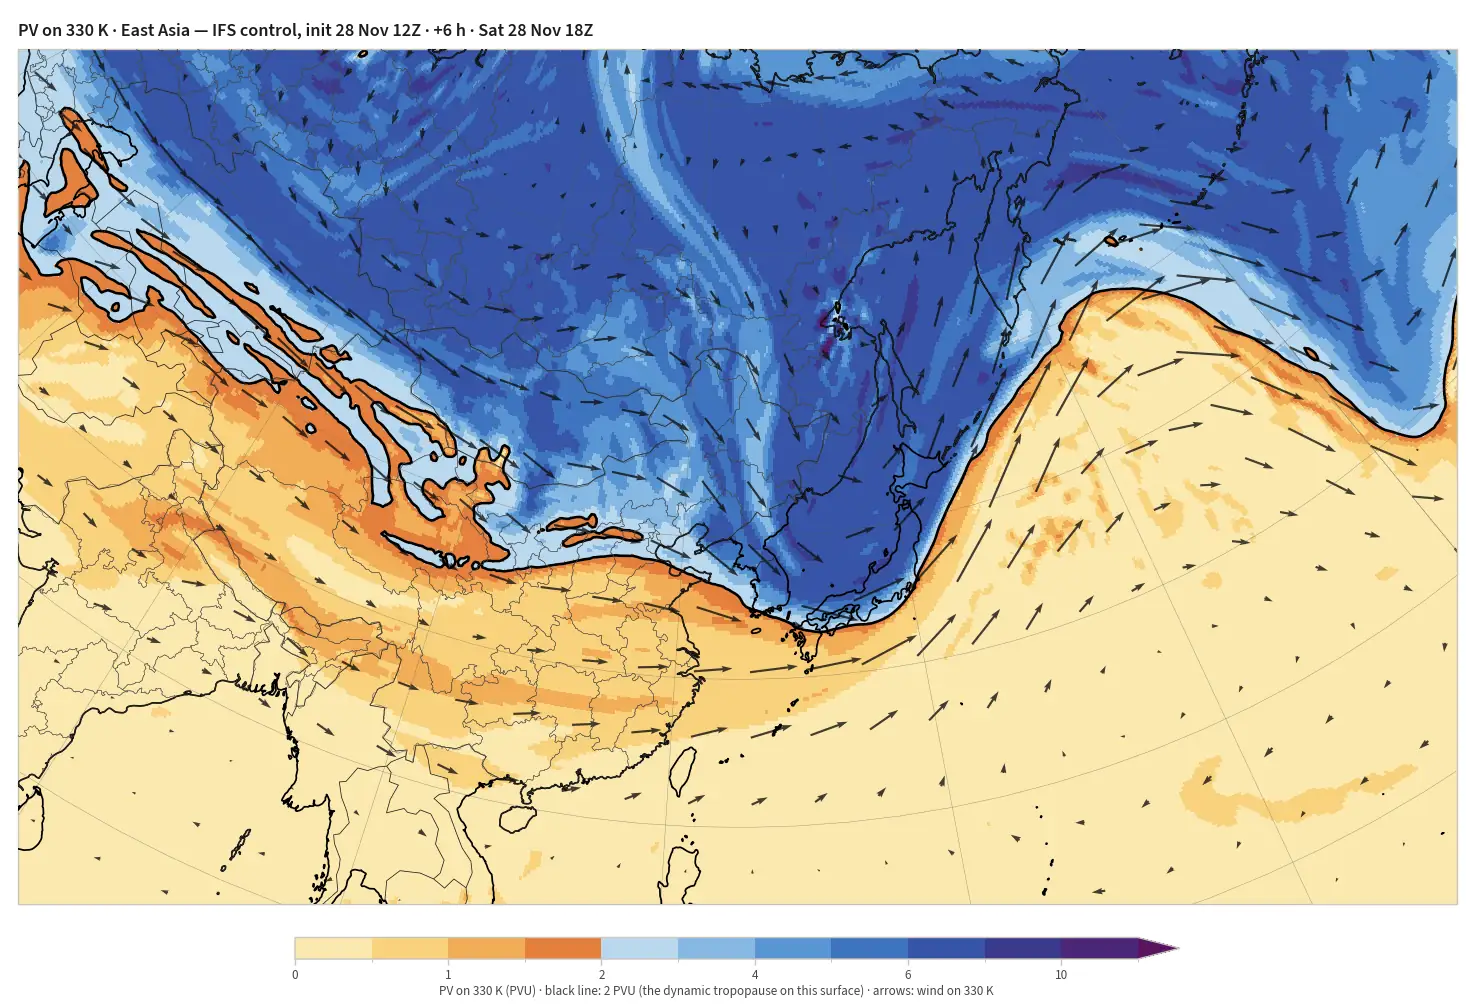 PV on 330 K · East Asia — IFS control, init 28 Nov 12Z · +6 h · Sat 28 Nov 18Z
0 1 2 4 6 10
PV on 330 K (PVU) · black line: 2 PVU (the dynamic tropopause on this surface) · arrows: wind on 330 K